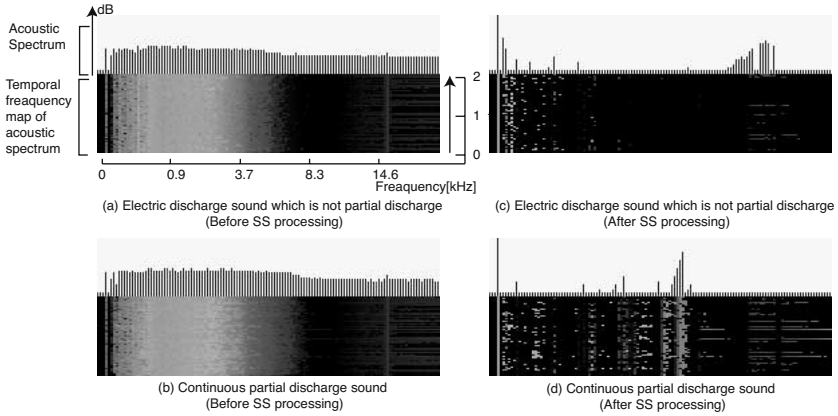 dB
Acoustic
Spectrum
Temporal
freaquency
map of
acoustic
spectrum
2
1
0
0 0.9 3.7 8.3 14.6
Freaquency[kHz]
(a) Electric discharge sound which is not partial discharge
(Before SS processing)
(c) Electric discharge sound which is not partial discharge
(After SS processing)
(b) Continuous partial discharge sound
(Before SS processing)
(d) Continuous partial discharge sound
(After SS processing)